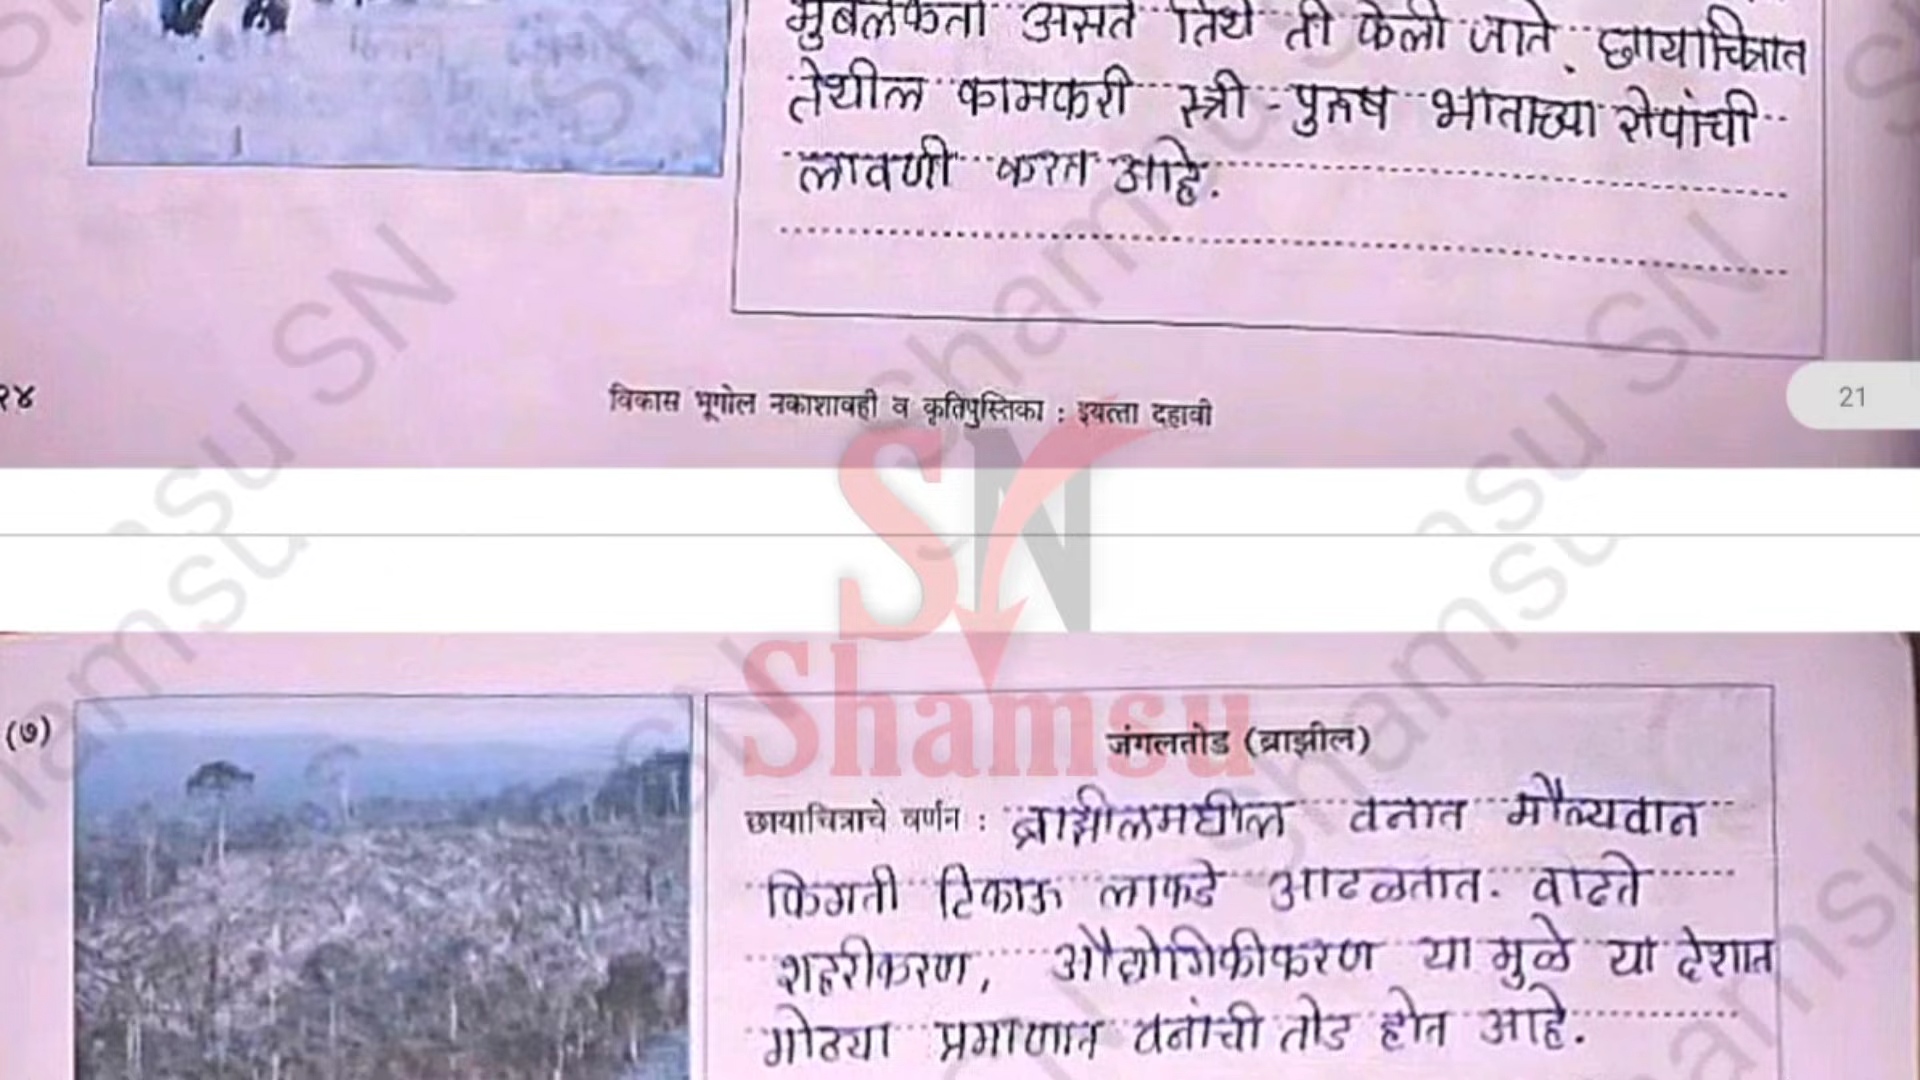 मुबलकता असते तिथे ती केली जाते. छायाचित्रात
तेथील कामकरी स्त्री - पुरुष भाताच्या रोपांची
लावणी करत आहे.
२४
विकास भूगोल नकाशावही व कृतिपुस्तिका : इयत्ता दहावी
21
SN
Shamsu
(७)
जंगलतोड (ब्राझील)
छायाचित्राचे वर्णन : ब्राझीलमधील वनात मौल्यवान
किंमती टिकाऊ लाकडे आढळतात. वाढते
शहरीकरण, औद्योगिकीकरण या मुळे या देशात
मोठ्या प्रमाणात वनांची तोड होत आहे.